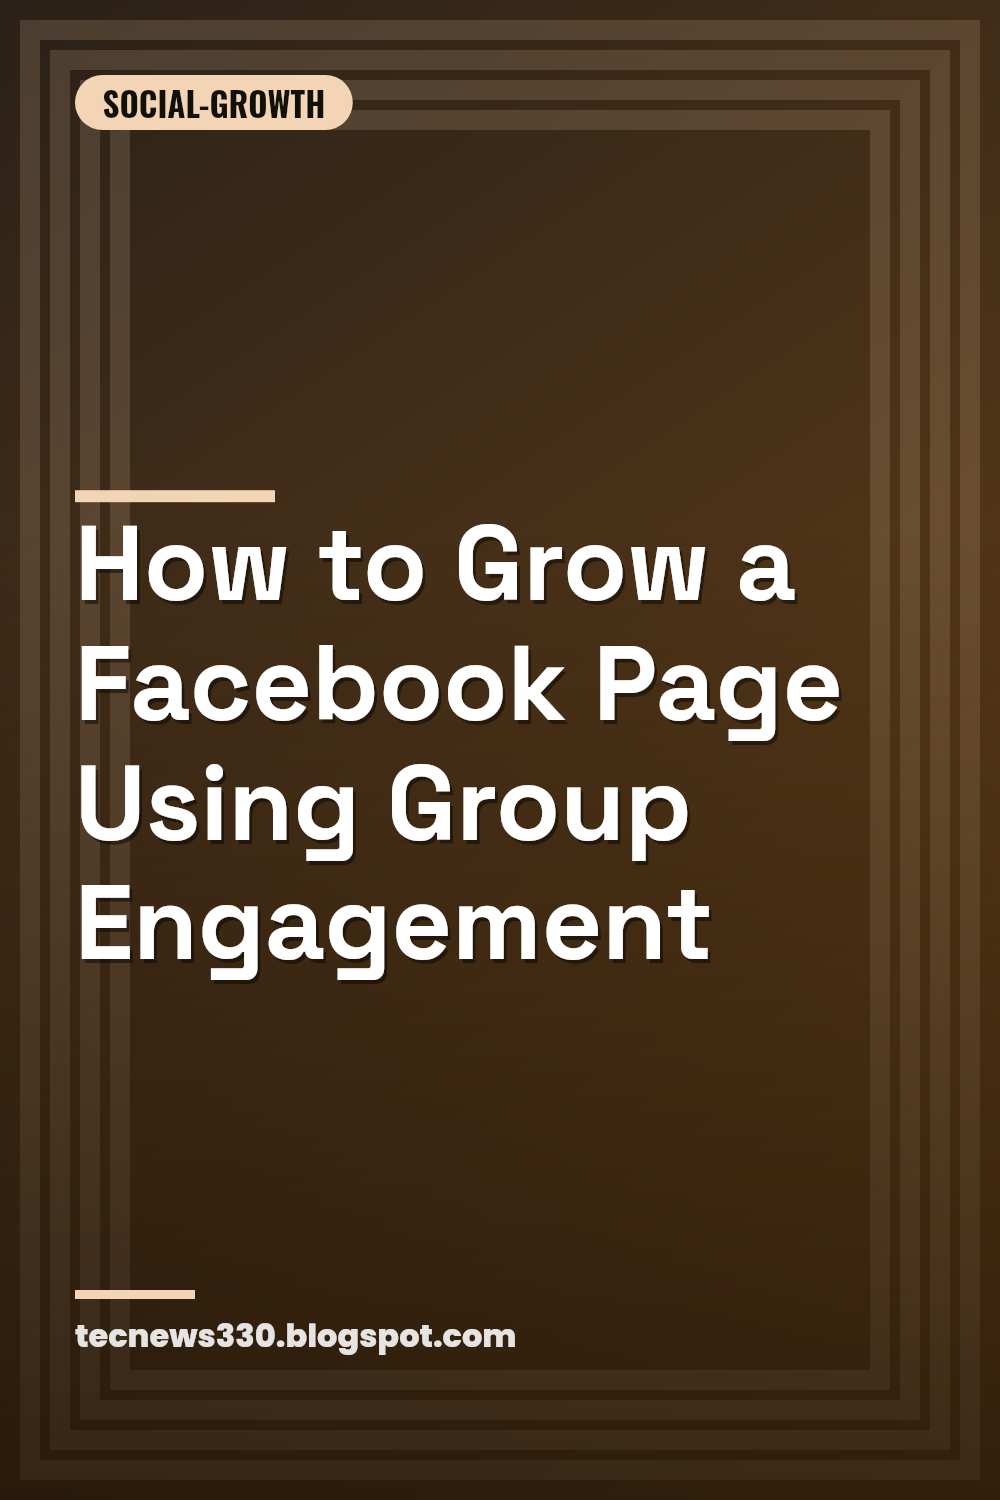 SOCIAL-GROWTH
How to Grow a
Facebook Page
Using Group
Engagement
tecnews330.blogspot.com